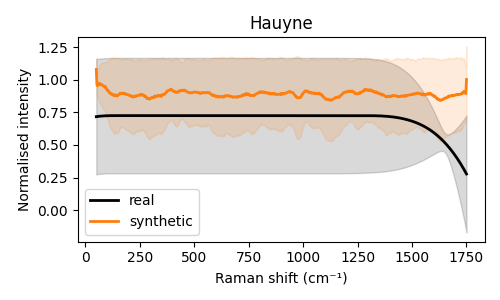 Hauyne
Normalised intensity
1.25
1.00
0.75
0.50
0.25
0.00
real
synthetic
0 250 500 750 1000 1250 1500 1750
Raman shift (cm⁻¹)